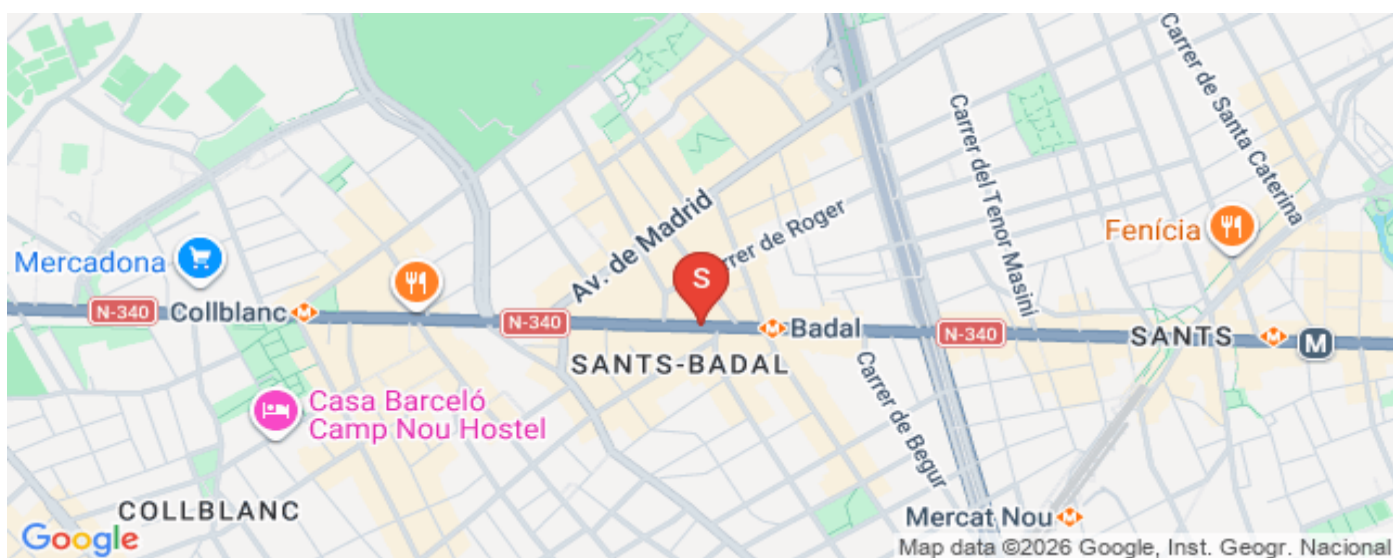 Carrer de Santa Caterina
Carrer del Tenor Masini
Av. de Madrid
Carrer de Roger
Fenícia
Mercadona
S
N-340
Collblanc
N-340
Badal
N-340
SANTS
M
SANTS-BADAL
Casa Barceló
Camp Nou Hostel
Carrer de Begur
COLLBLANC
Mercat Nou
Google
Map data ©2026 Google, Inst. Geogr. Nacional